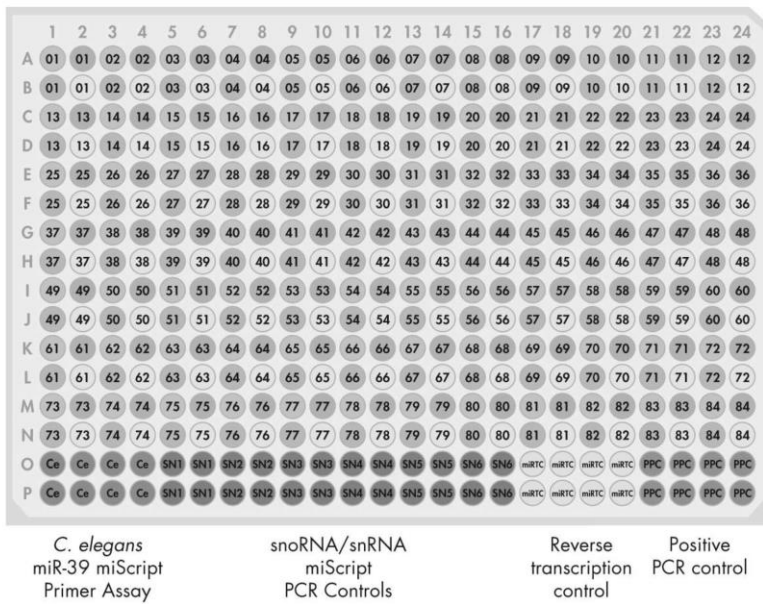 1 2 3 4 5 6 7 8 9 10 11 12 13 14 15 16 17 18 19 20 21 22 23 24
A 01 01 02 02 03 03 04 04 05 05 06 06 07 07 08 08 09 09 10 10 11 11 12 12
B 01 01 02 02 03 03 04 04 05 05 06 06 07 07 08 08 09 09 10 10 11 11 12 12
C 13 13 14 14 15 15 16 16 17 17 18 18 19 19 20 20 21 21 22 22 23 23 24 24
D 13 13 14 14 15 15 16 16 17 17 18 18 19 19 20 20 21 21 22 22 23 23 24 24
E 25 25 26 26 27 27 28 28 29 29 30 30 31 31 32 32 33 33 34 34 35 35 36 36
F 25 25 26 26 27 27 28 28 29 29 30 30 31 31 32 32 33 33 34 34 35 35 36 36
G 37 37 38 38 39 39 40 40 41 41 42 42 43 43 44 44 45 45 46 46 47 47 48 48
H 37 37 38 38 39 39 40 40 41 41 42 42 43 43 44 44 45 45 46 46 47 47 48 48
I 49 49 50 50 51 51 52 52 53 53 54 54 55 55 56 56 57 57 58 58 59 59 60 60
J 49 49 50 50 51 51 52 52 53 53 54 54 55 55 56 56 57 57 58 58 59 59 60 60
K 61 61 62 62 63 63 64 64 65 65 66 66 67 67 68 68 69 69 70 70 71 71 72 72
L 61 61 62 62 63 63 64 64 65 65 66 66 67 67 68 68 69 69 70 70 71 71 72 72
M 73 73 74 74 75 75 76 76 77 77 78 78 79 79 80 80 81 81 82 82 83 83 84 84
N 73 73 74 74 75 75 76 76 77 77 78 78 79 79 80 80 81 81 82 82 83 83 84 84
O Ce Ce Ce Ce SN1 SN1 SN2 SN2 SN3 SN3 SN4 SN4 SN5 SN5 SN6 SN6 miRTC miRTC miRTC miRTC PPC PPC PPC PPC
P Ce Ce Ce Ce SN1 SN1 SN2 SN2 SN3 SN3 SN4 SN4 SN5 SN5 SN6 SN6 miRTC miRTC miRTC miRTC PPC PPC PPC PPC
C. elegans
miR-39 miScript
Primer Assay
snoRNA/snRNA
miScript
PCR Controls
Reverse
transcription
control
Positive
PCR control